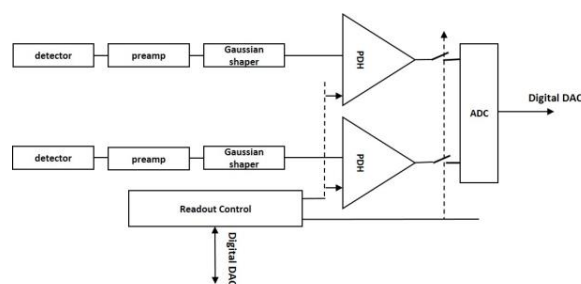 detector
preamp
Gaussian
shaper
PDH
ADC
Digital DAC
detector
preamp
Gaussian
shaper
PDH
Readout Control
Digital DAC